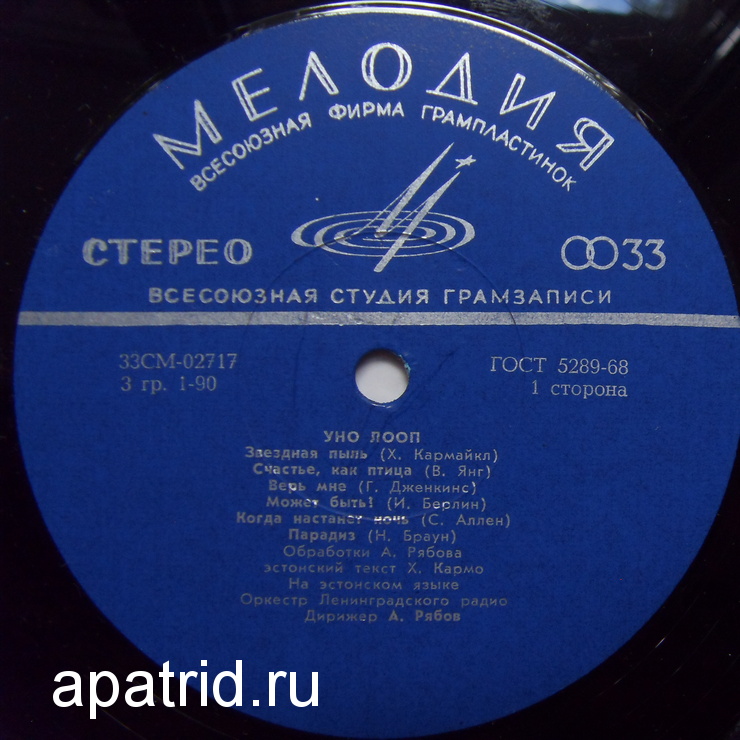 МЕЛОДИЯ
ВСЕСОЮЗНАЯ ФИРМА ГРАМПЛАСТИНОК
СТЕРЕО
33
ВСЕСОЮЗНАЯ СТУДИЯ ГРАМЗАПИСИ
33СМ-02717 ГОСТ 5289-68
3 гр. 1-90 1 сторона
УНО ЛООП
Звездная пыль (Х. Кармайкл)
Счастье, как птица (В. Янг)
Верь мне (Г. Дженкинс)
Может быть! (И. Берлин)
Когда настанет ночь (С. Аллен)
Парадиз (Н. Браун)
Обработки А. Рябова
эстонский текст Х. Кармо
На эстонском языке
Оркестр Ленинградского радио
Дирижер А. Рябов
apatrid.ru